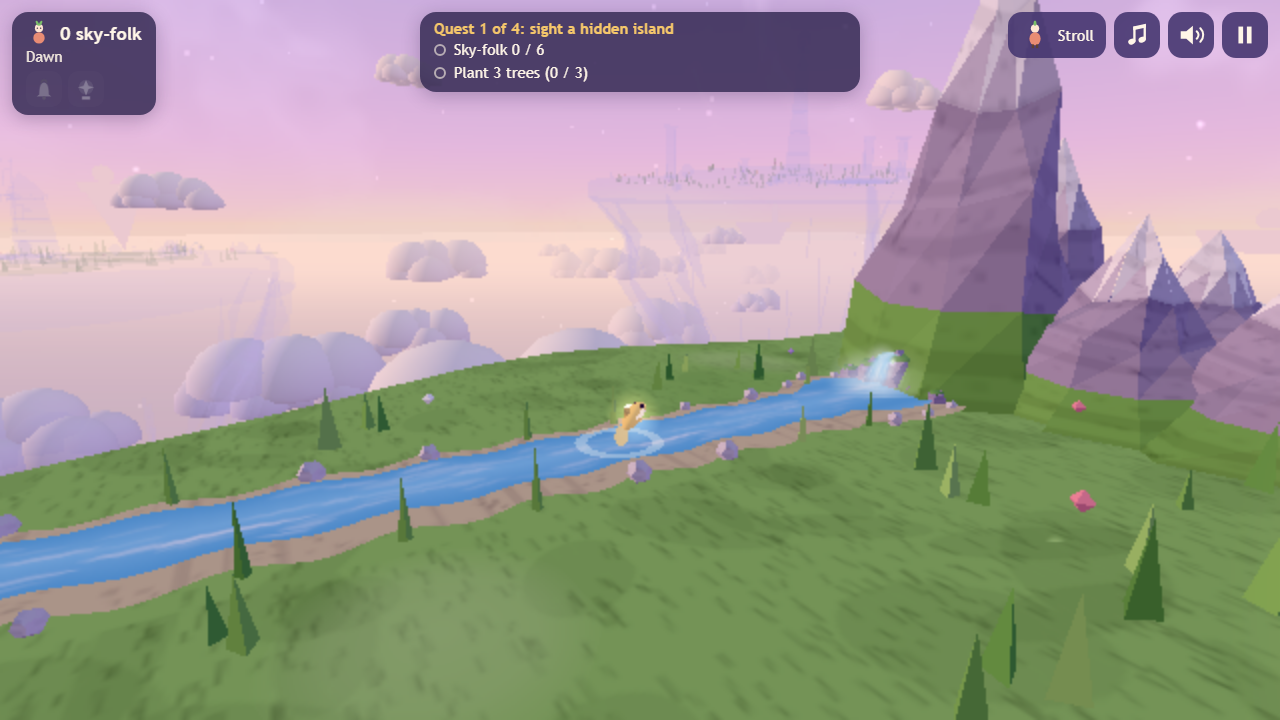 0 sky-folk
Dawn
Quest 1 of 4: sight a hidden island
Sky-folk 0 / 6
Plant 3 trees (0 / 3)
Stroll